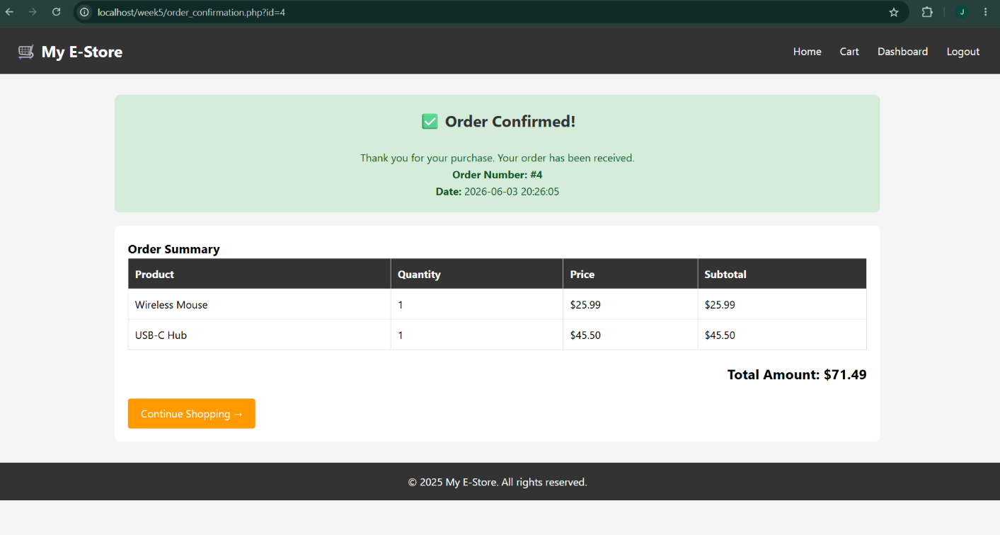 localhost/week5/order_confirmation.php?id=4
J
My E-Store
Home Cart Dashboard Logout
Order Confirmed!
Thank you for your purchase. Your order has been received.
Order Number: #4
Date: 2026-06-03 20:26:05
Order Summary
Product Quantity Price Subtotal
Wireless Mouse 1 $25.99 $25.99
USB-C Hub 1 $45.50 $45.50
Total Amount: $71.49
Continue Shopping →
© 2025 My E-Store. All rights reserved.